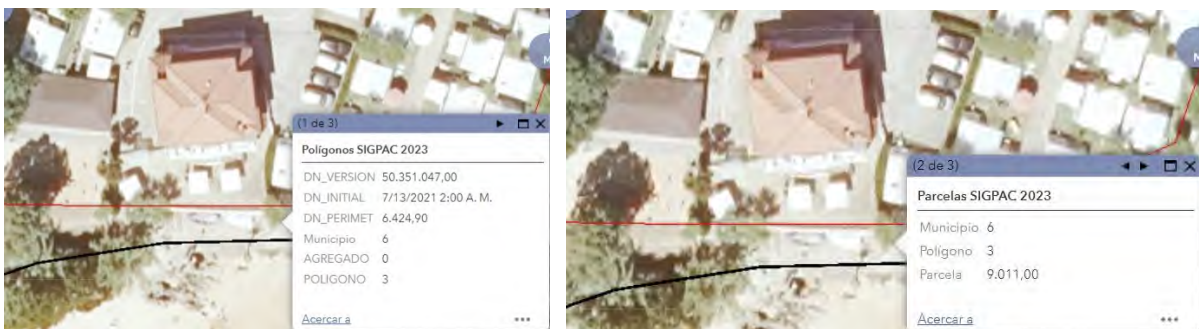 (1 de 3)
Polígonos SIGPAC 2023
DN_VERSION 50.351.047,00
DN_INITIAL 7/13/2021 2:00 A. M.
DN_PERIMET 6.424,90
Municipio 6
AGREGADO 0
POLIGONO 3
Acercar a
(2 de 3)
Parcelas SIGPAC 2023
Municipio 6
Polígono 3
Parcela 9.011,00
Acercar a